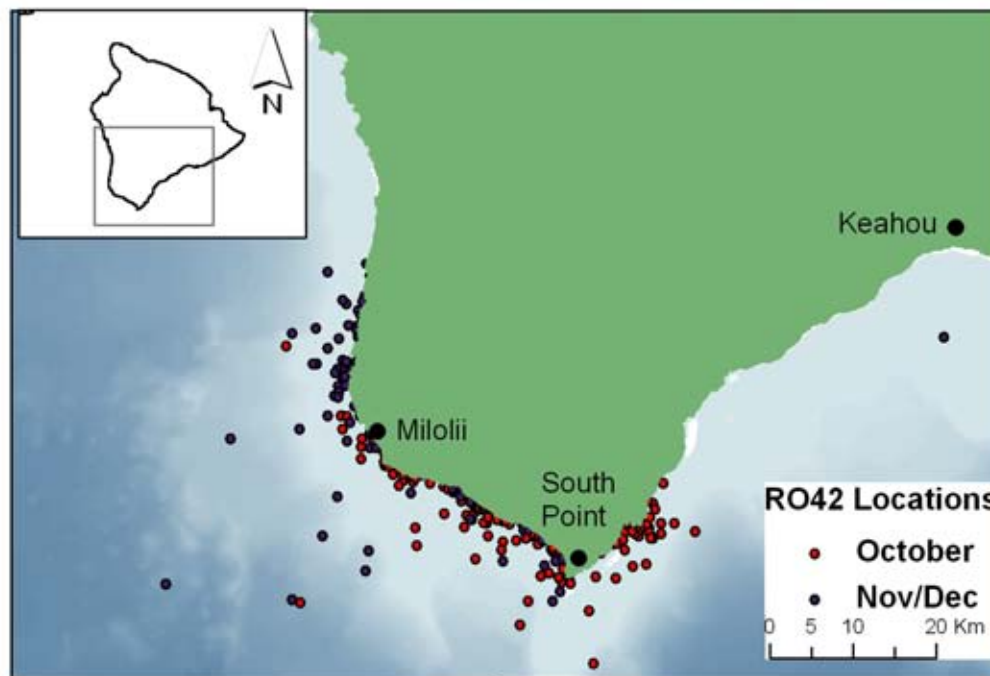 N
Keahou
Milolii
South
Point
RO42 Locations
October
Nov/Dec
0 5 10 20 Km